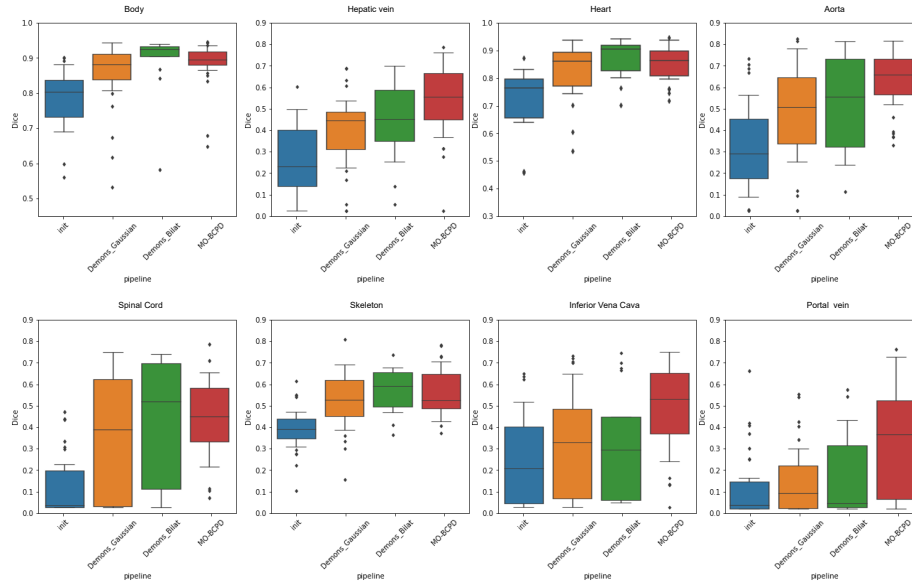 Body
Hepatic vein
Heart
Aorta
1.0
0.9
0.8
0.7
0.6
0.5
Dice
init
Demons_Gaussian
Demons_Bilat
MO-BCPD
pipeline
0.9
0.8
0.7
0.6
0.5
0.4
0.3
0.2
0.1
0.0
Dice
init
Demons_Gaussian
Demons_Bilat
MO-BCPD
pipeline
1.0
0.9
0.8
0.7
0.6
0.5
0.4
0.3
Dice
init
Demons_Gaussian
Demons_Bilat
MO-BCPD
pipeline
0.9
0.8
0.7
0.6
0.5
0.4
0.3
0.2
0.1
0.0
Dice
init
Demons_Gaussian
Demons_Bilat
MO-BCPD
pipeline
Spinal Cord
Skeleton
Inferior Vena Cava
Portal vein
0.9
0.8
0.7
0.6
0.5
0.4
0.3
0.2
0.1
0.0
Dice
init
Demons_Gaussian
Demons_Bilat
MO-BCPD
pipeline
0.9
0.8
0.7
0.6
0.5
0.4
0.3
0.2
0.1
0.0
Dice
init
Demons_Gaussian
Demons_Bilat
MO-BCPD
pipeline
0.9
0.8
0.7
0.6
0.5
0.4
0.3
0.2
0.1
0.0
Dice
init
Demons_Gaussian
Demons_Bilat
MO-BCPD
pipeline
0.9
0.8
0.7
0.6
0.5
0.4
0.3
0.2
0.1
0.0
Dice
init
Demons_Gaussian
Demons_Bilat
MO-BCPD
pipeline